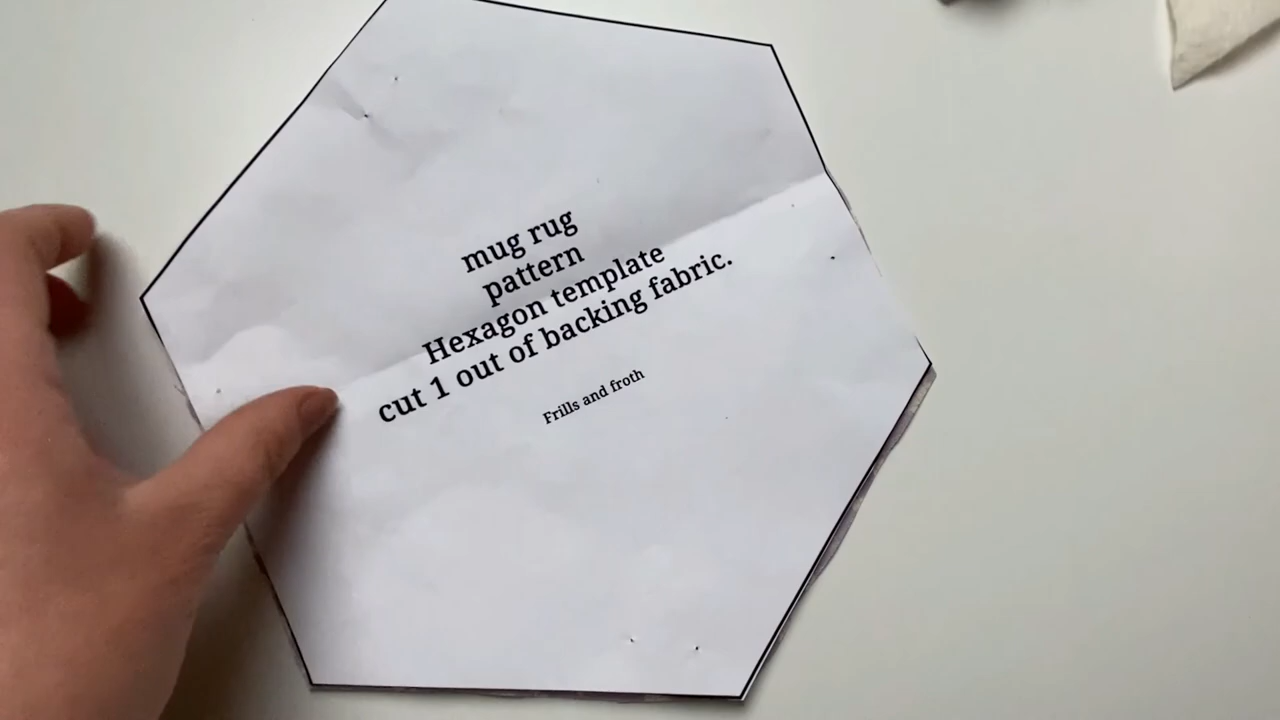 mug rug
pattern
Hexagon template
cut 1 out of backing fabric.
Frills and froth